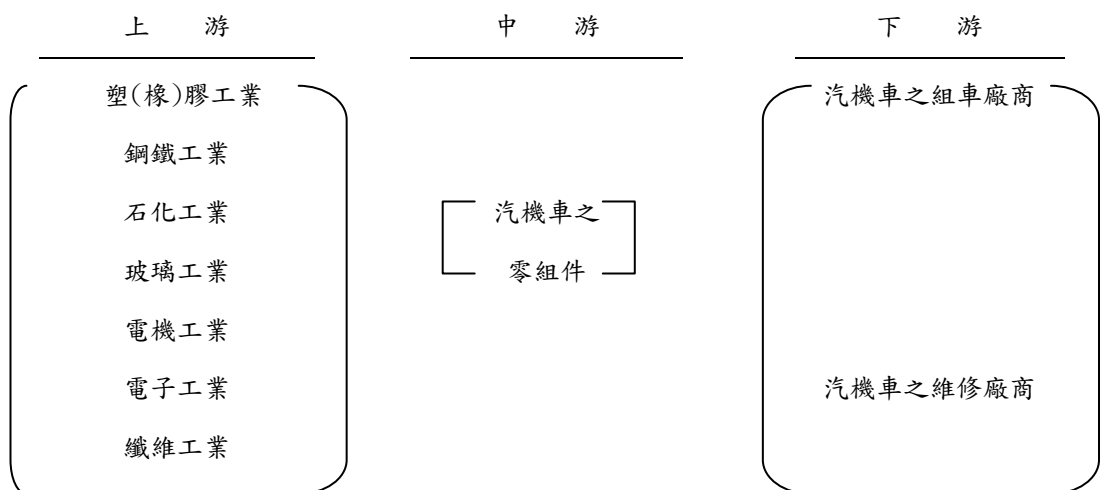 上 游
中 游
下 游
塑(橡)膠工業
鋼鐵工業
石化工業
玻璃工業
電機工業
電子工業
纖維工業
汽機車之
零組件
汽機車之組車廠商
汽機車之維修廠商